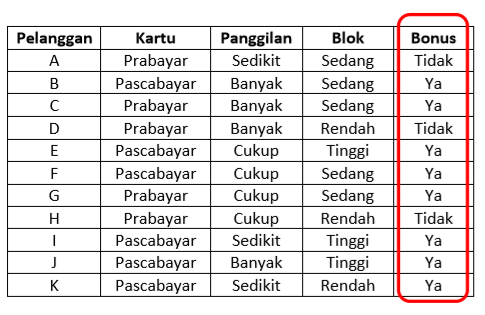 Pelanggan Kartu Panggilan Blok Bonus
A Prabayar Sedikit Sedang Tidak
B Pascabayar Banyak Sedang Ya
C Prabayar Banyak Sedang Ya
D Prabayar Banyak Rendah Tidak
E Pascabayar Cukup Tinggi Ya
F Pascabayar Cukup Sedang Ya
G Prabayar Cukup Sedang Ya
H Prabayar Cukup Rendah Tidak
I Pascabayar Sedikit Tinggi Ya
J Pascabayar Banyak Tinggi Ya
K Pascabayar Sedikit Rendah Ya